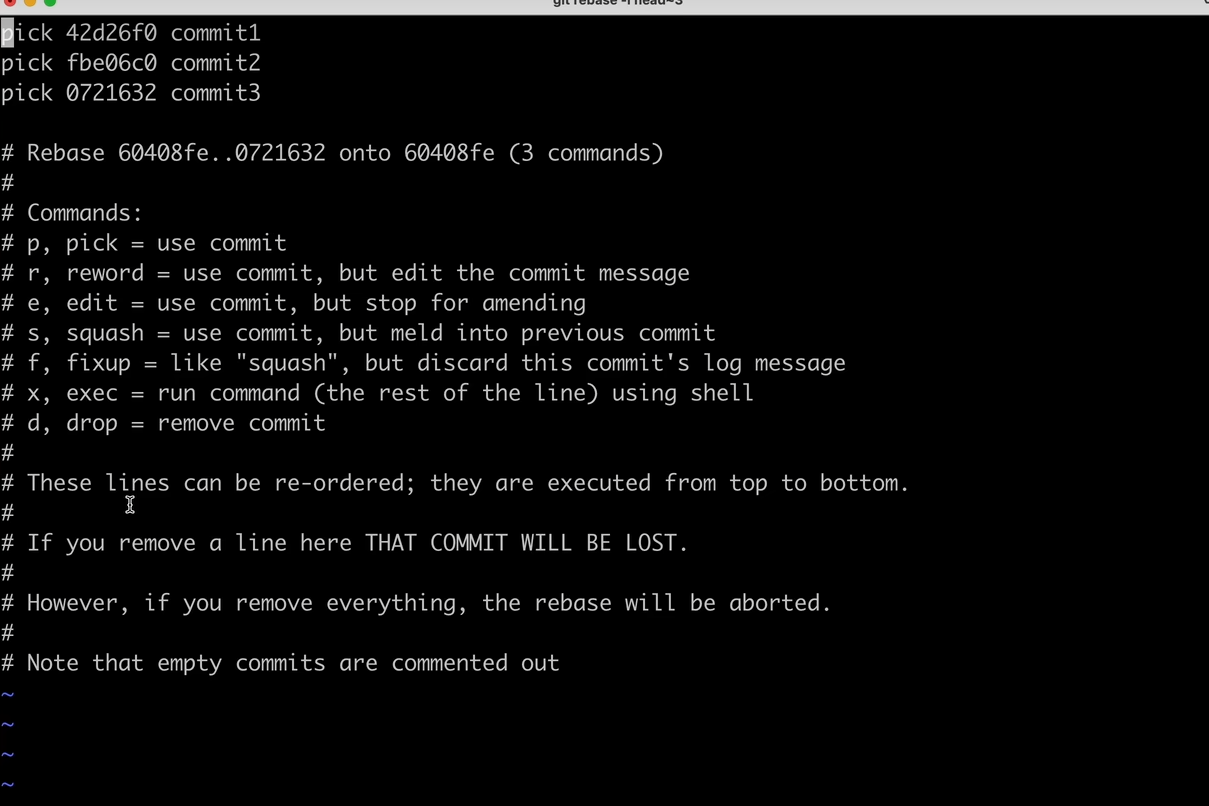 git rebase -i head~3
pick 42d26f0 commit1
pick fbe06c0 commit2
pick 0721632 commit3
# Rebase 60408fe..0721632 onto 60408fe (3 commands)
#
# Commands:
# p, pick = use commit
# r, reword = use commit, but edit the commit message
# e, edit = use commit, but stop for amending
# s, squash = use commit, but meld into previous commit
# f, fixup = like "squash", but discard this commit's log message
# x, exec = run command (the rest of the line) using shell
# d, drop = remove commit
#
# These lines can be re-ordered; they are executed from top to bottom.
#
# If you remove a line here THAT COMMIT WILL BE LOST.
#
# However, if you remove everything, the rebase will be aborted.
#
# Note that empty commits are commented out
~
~
~
~